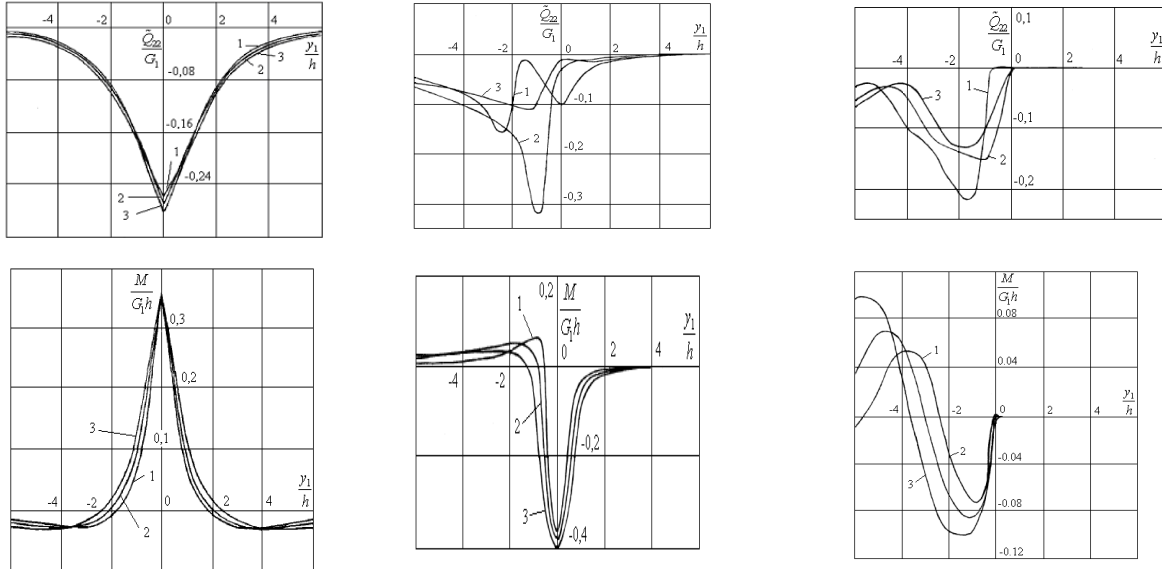 -4 -2 0 2 4
Q̃₂₂/G₁ y₁/h
1
3
-0,08 2
-0,16
1
-0,24
2
3
Q̃₂₂/G₁ y₁/h
-4 -2 0 2 4
3
1 -0,1
2
-0,2
-0,3
Q̃₂₂/G₁ 0,1 y₁/h
-4 -2 0 2 4
1
3
-0,1
2
-0,2
M/G₁h
0,3
0,2
3
0,1
1 y₁/h
-4 -2 0 2 4
2
0,2 M/G₁h
1 y₁/h
0 2 4
-4 -2
2
-0,2
3
-0,4
M/G₁h
0.08
1
0.04
y₁/h
-4 -2 0 2 4
2
-0.04
3
-0.08
-0.12